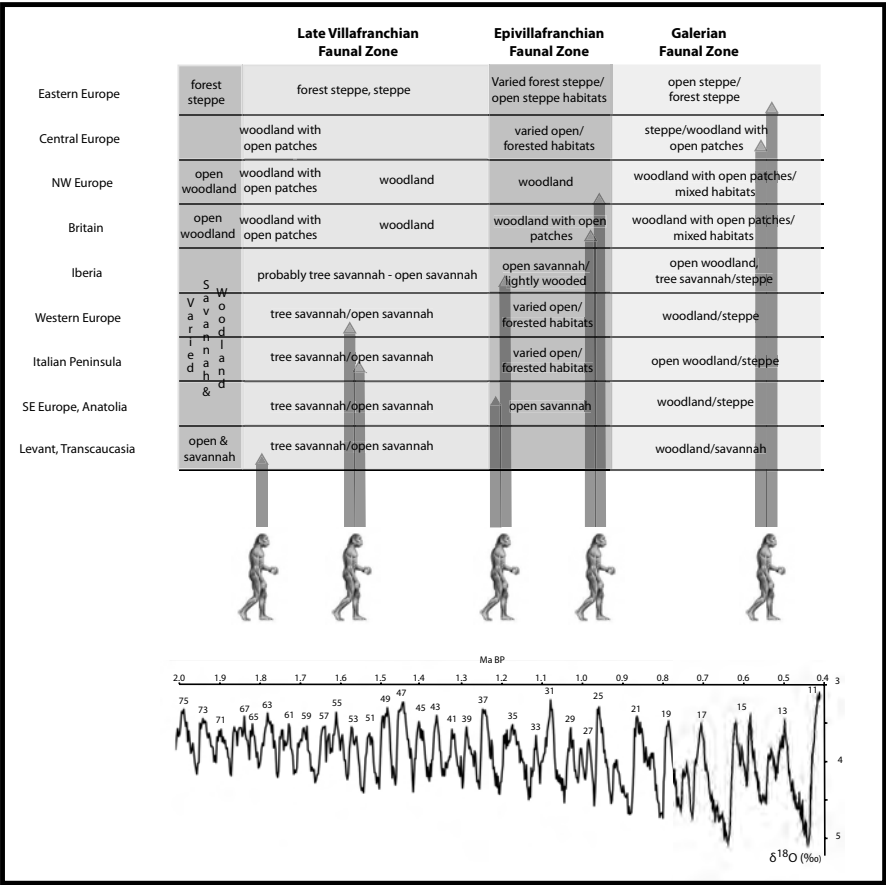 Late Villafranchian
Faunal Zone
Epivillafranchian
Faunal Zone
Galerian
Faunal Zone
Eastern Europe
forest
steppe
forest steppe, steppe
Varied forest steppe/
open steppe habitats
open steppe/
forest steppe
Central Europe
woodland with
open patches
varied open/
forested habitats
steppe/woodland with
open patches
NW Europe
open
woodland
woodland with
open patches
woodland
woodland
woodland with open patches/
mixed habitats
Britain
open
woodland
woodland with
open patches
woodland
woodland with open
patches
woodland with open patches/
mixed habitats
Iberia
Varied
Savannah &
Woodland
probably tree savannah - open savannah
open savannah/
lightly wooded
open woodland,
tree savannah/steppe
Western Europe
tree savannah/open savannah
varied open/
forested habitats
woodland/steppe
Italian Peninsula
tree savannah/open savannah
varied open/
forested habitats
open woodland/steppe
SE Europe, Anatolia
tree savannah/open savannah
open savannah
woodland/steppe
Levant, Transcaucasia
open &
savannah
tree savannah/open savannah
woodland/savannah
Ma BP
2.0 1.9 1.8 1.7 1.6 1.5 1.4 1.3 1.2 1.1 1.0 0.9 0.8 0.7 0.6 0.5 0.4
3
75 73 71 67 65 63 61 59 57 55 53 51 49 47 45 43 41 39 37 35 33 31 29 27 25 21 19 17 15 13 11
4
5
δ18O (‰)